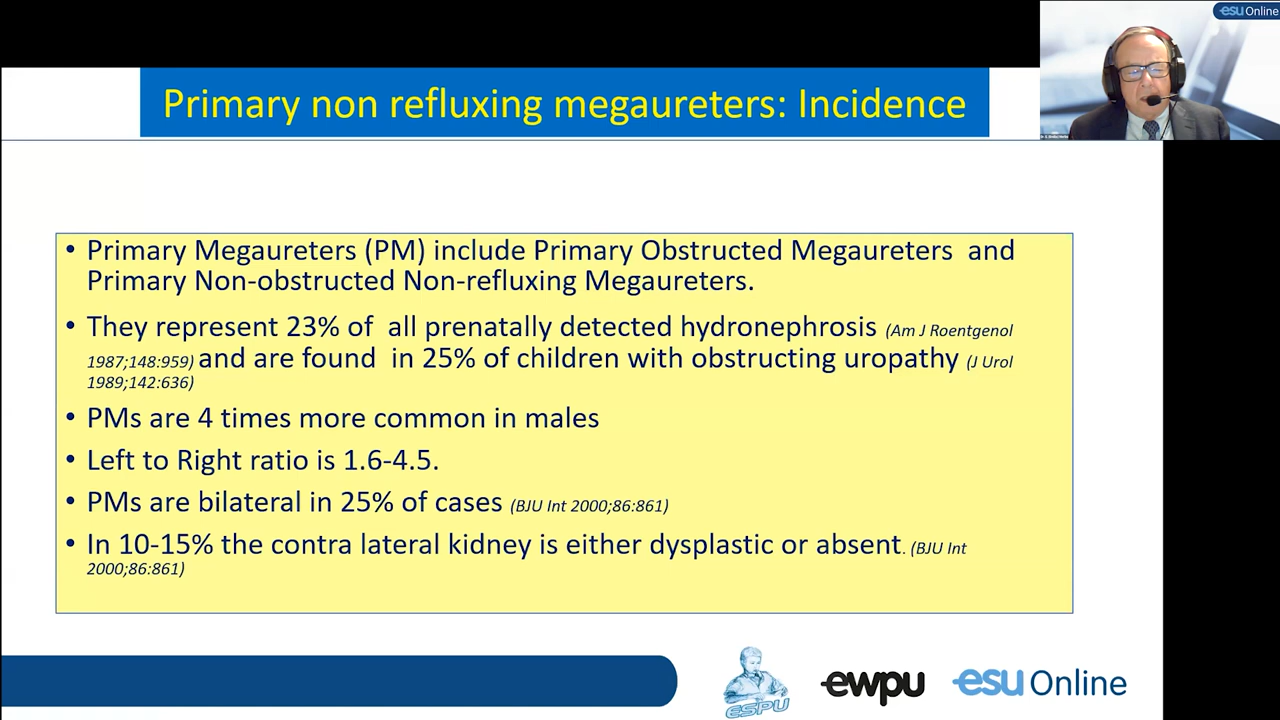 esu Online
Primary non refluxing megaureters: Incidence
• Primary Megaureters (PM) include Primary Obstructed Megaureters and
Primary Non-obstructed Non-refluxing Megaureters.
• They represent 23% of all prenatally detected hydronephrosis (Am J Roentgenol
1987;148:959) and are found in 25% of children with obstructing uropathy (J Urol
1989;142:636)
• PMs are 4 times more common in males
• Left to Right ratio is 1.6-4.5.
• PMs are bilateral in 25% of cases (BJU Int 2000;86:861)
• In 10-15% the contra lateral kidney is either dysplastic or absent. (BJU Int
2000;86:861)
ESPU
ewpu
esu Online